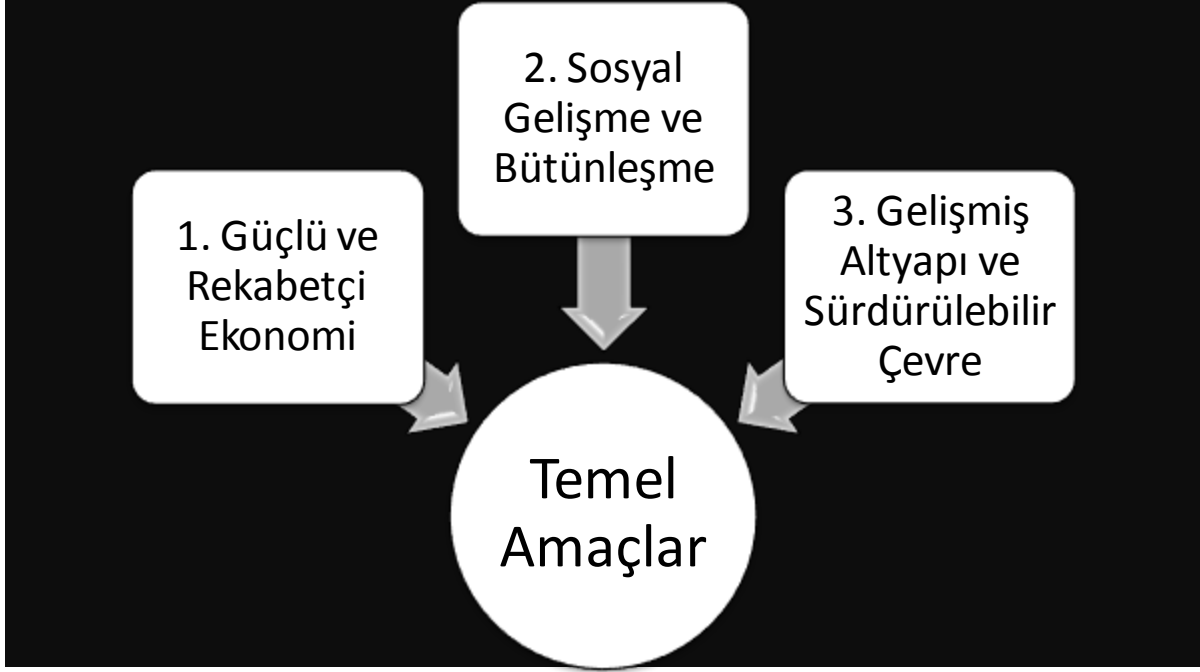 1. Güçlü ve
Rekabetçi
Ekonomi
2. Sosyal
Gelişme ve
Bütünleşme
3. Gelişmiş
Altyapı ve
Sürdürülebilir
Çevre
Temel
Amaçlar